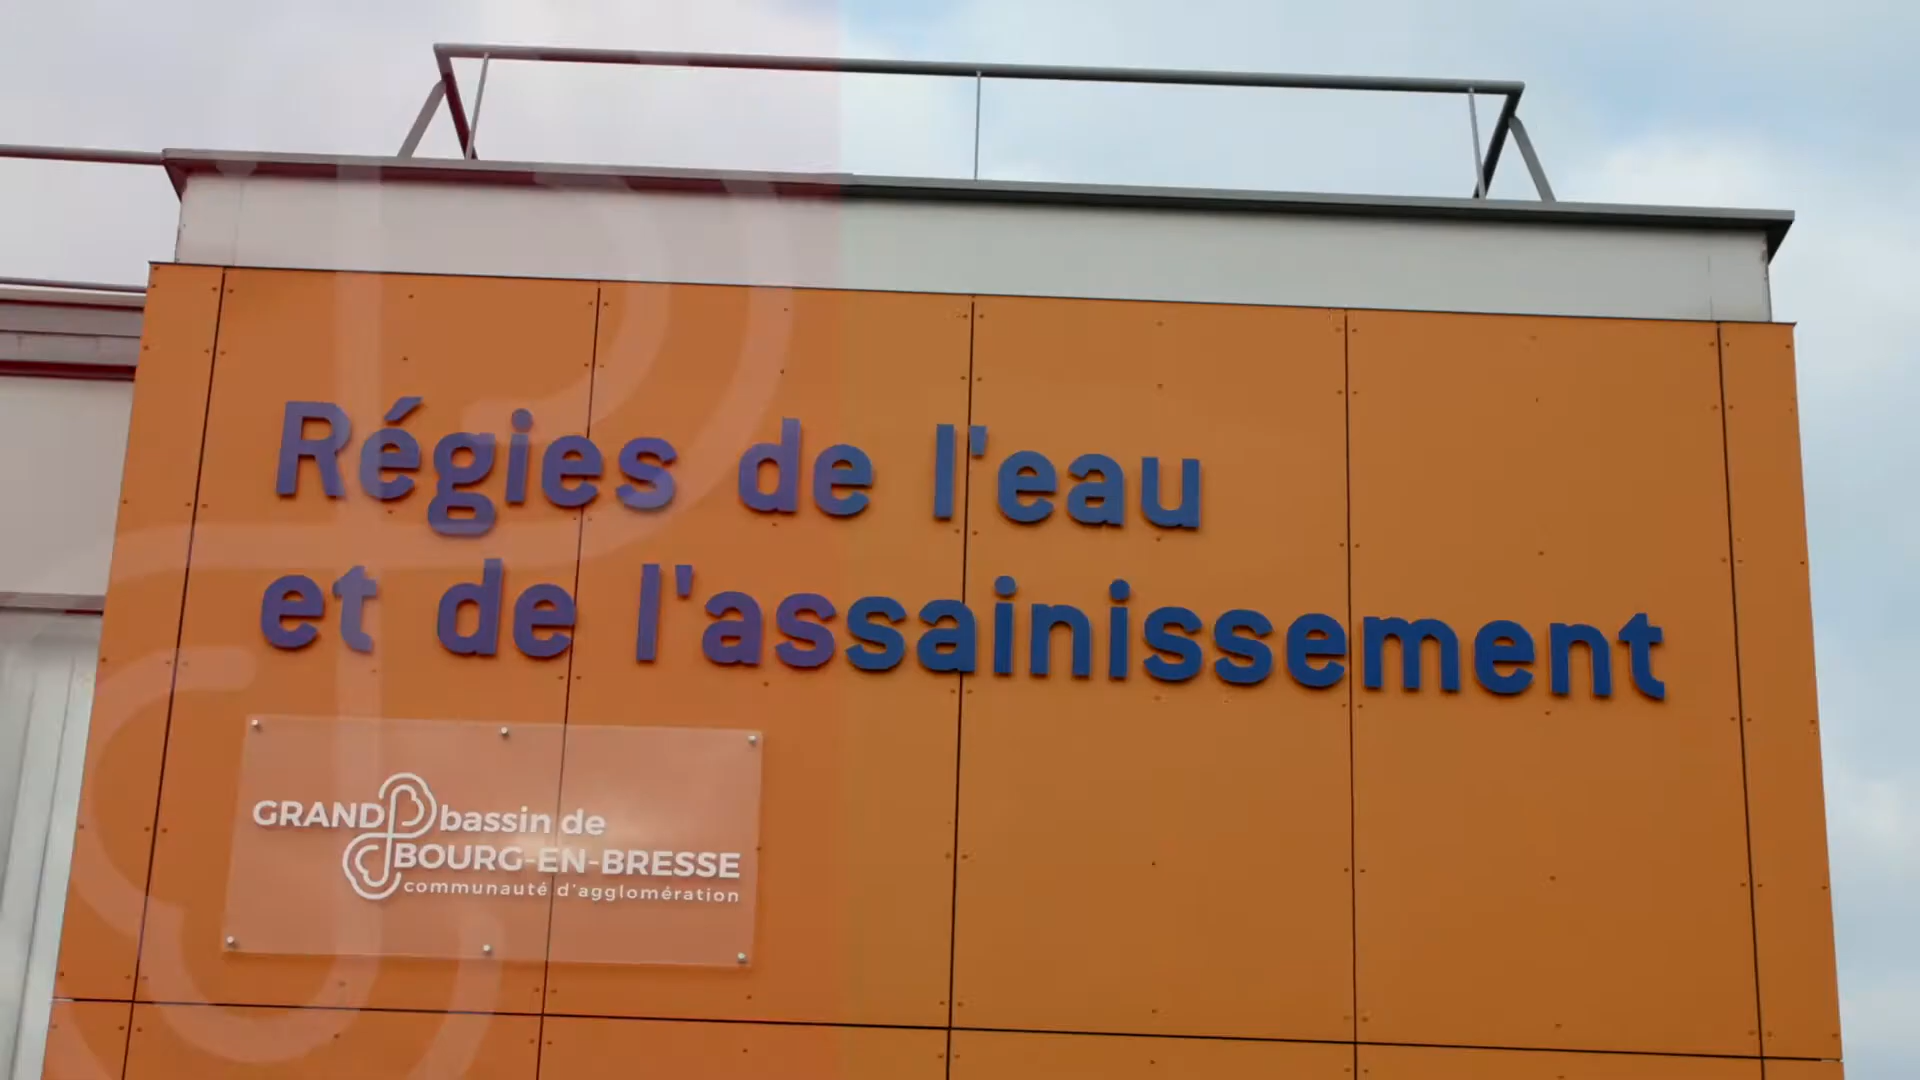 Régies de l'eau
et de l'assainissement
GRAND bassin de
BOURG-EN-BRESSE
communauté d'agglomération